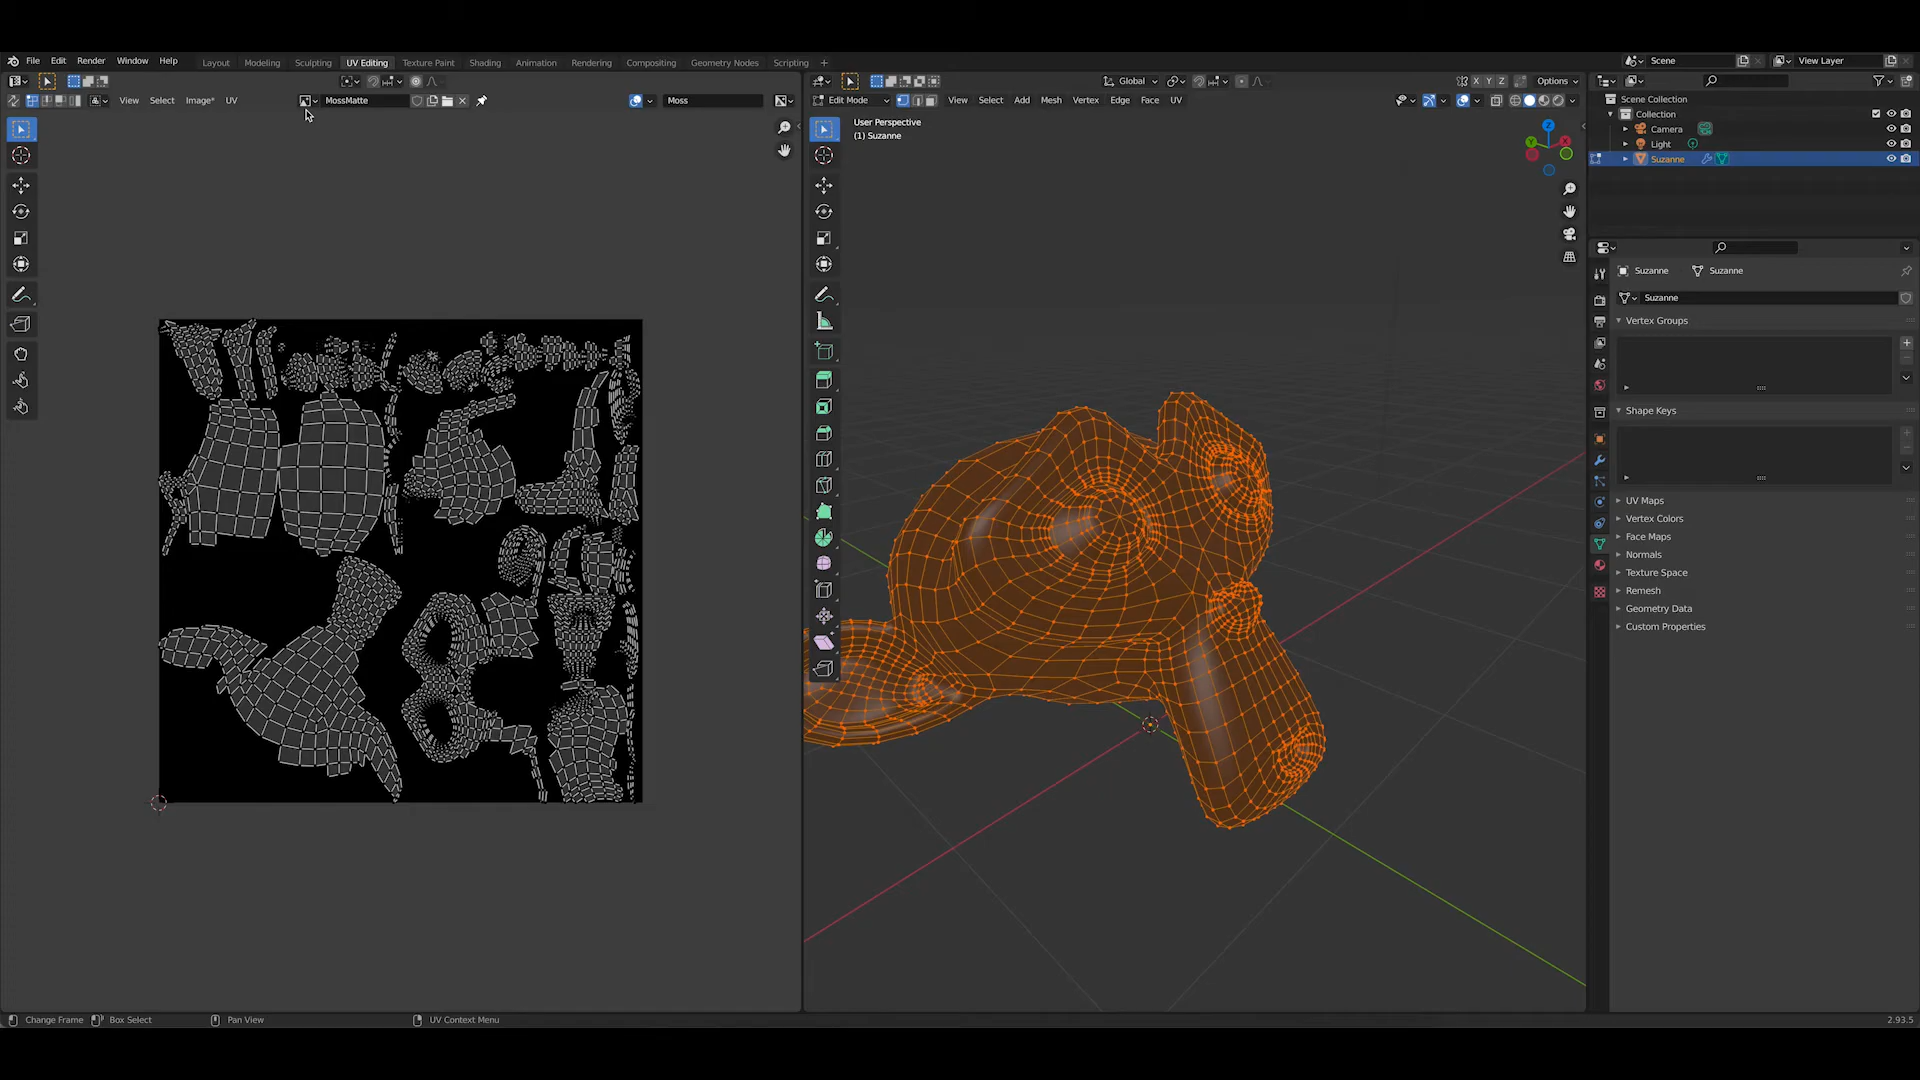 File Edit Render Window Help Layout Modeling Sculpting UV Editing Texture Paint Shading Animation Rendering Compositing Geometry Nodes Scripting + Scene View Layer
Global X Y Z Options
View Select Image* UV MossMatte Moss Edit Mode View Select Add Mesh Vertex Edge Face UV
Scene Collection
Collection
Camera
Light
Suzanne
User Perspective
(1) Suzanne
Suzanne Suzanne
Suzanne
Vertex Groups
Shape Keys
UV Maps
Vertex Colors
Face Maps
Normals
Texture Space
Remesh
Geometry Data
Custom Properties
Change Frame Box Select Pan View UV Context Menu 2.93.5